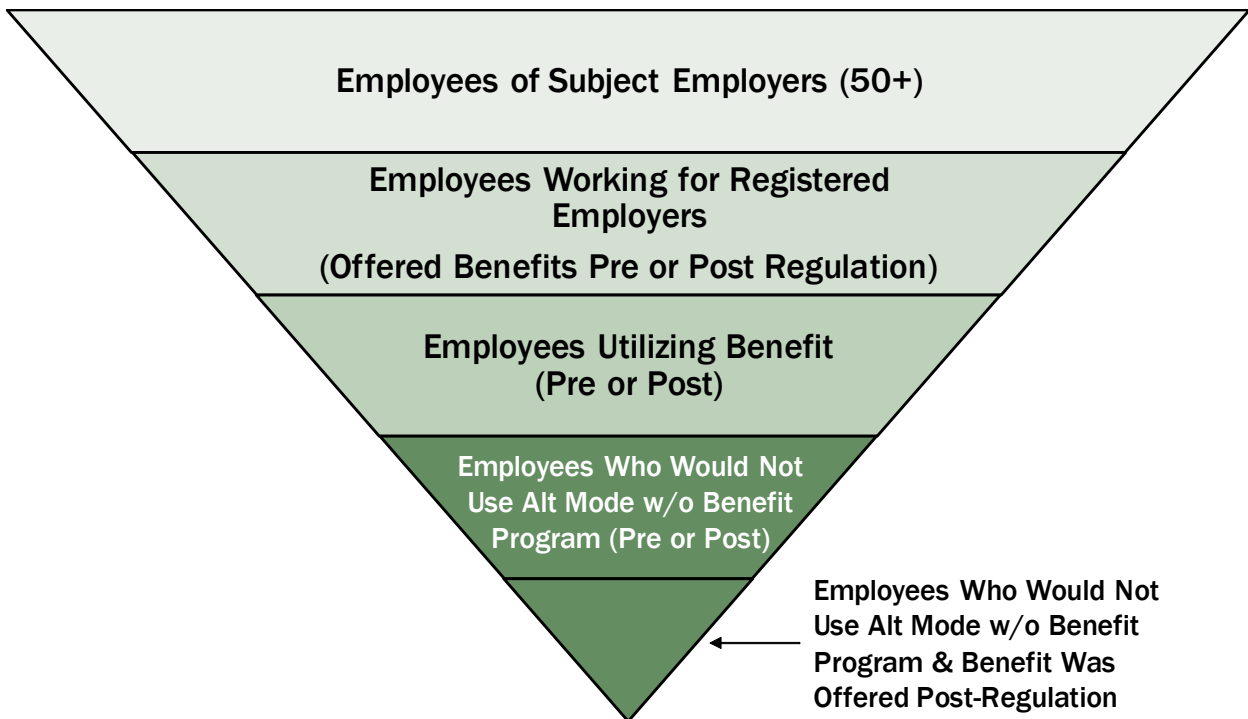 Employees of Subject Employers (50+)
Employees Working for Registered
Employers
(Offered Benefits Pre or Post Regulation)
Employees Utilizing Benefit
(Pre or Post)
Employees Who Would Not
Use Alt Mode w/o Benefit
Program (Pre or Post)
Employees Who Would Not
Use Alt Mode w/o Benefit
Program & Benefit Was
Offered Post-Regulation